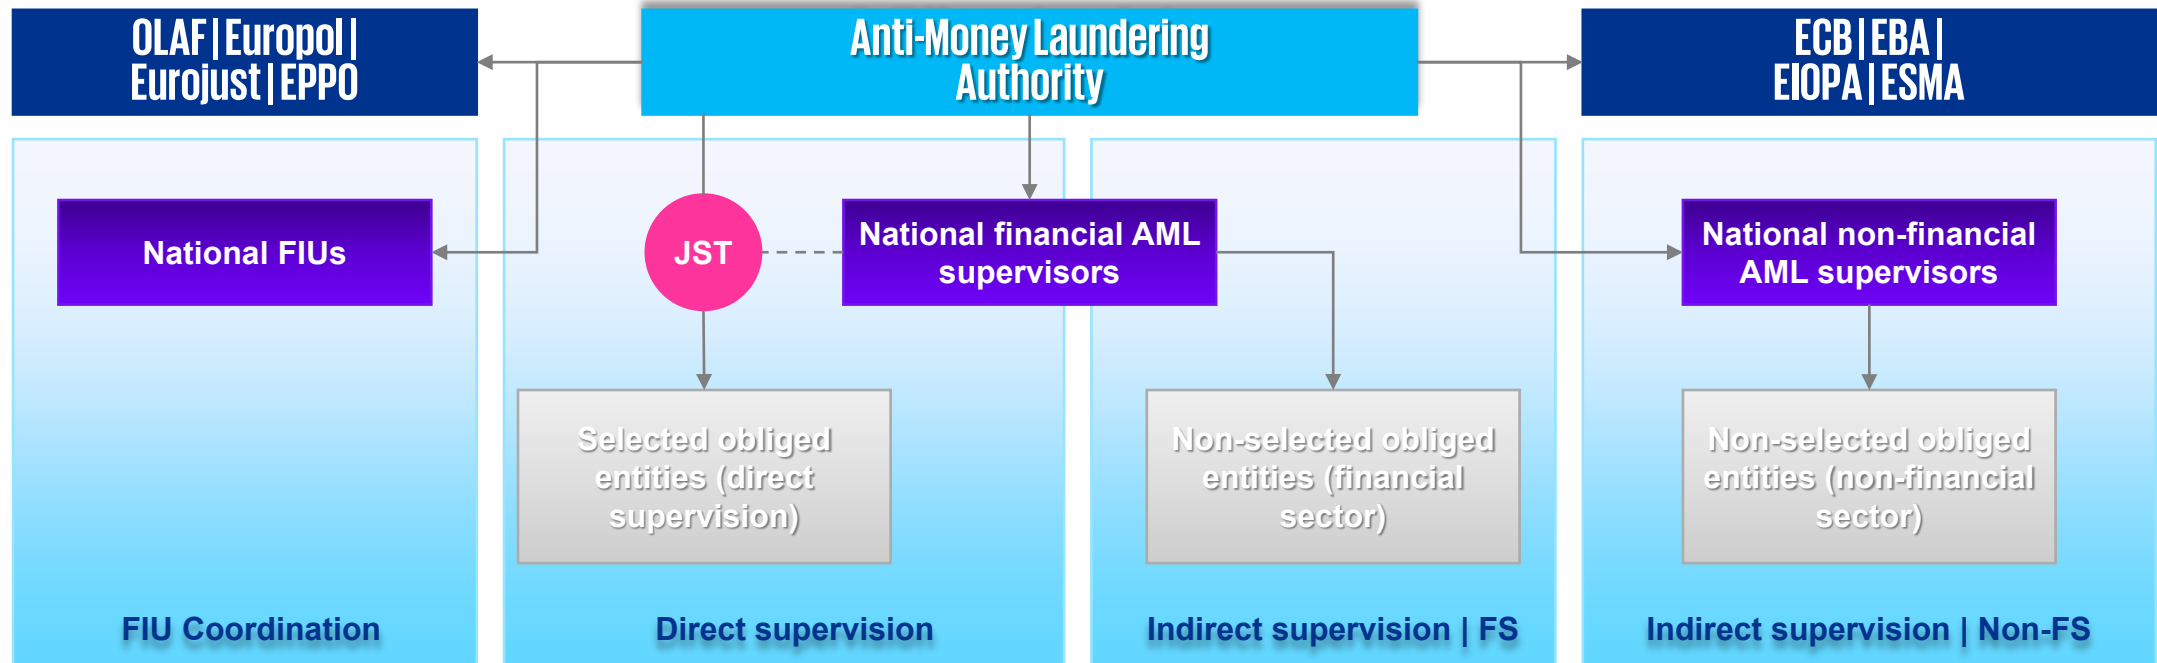 OLAF | Europol |
Eurojust | EPPO
Anti-Money Laundering
Authority
ECB | EBA |
EIOPA | ESMA
National FIUs
JST
National financial AML
supervisors
National non-financial
AML supervisors
Selected obliged
entities (direct
supervision)
Non-selected obliged
entities (financial
sector)
Non-selected obliged
entities (non-financial
sector)
FIU Coordination
Direct supervision
Indirect supervision | FS
Indirect supervision | Non-FS